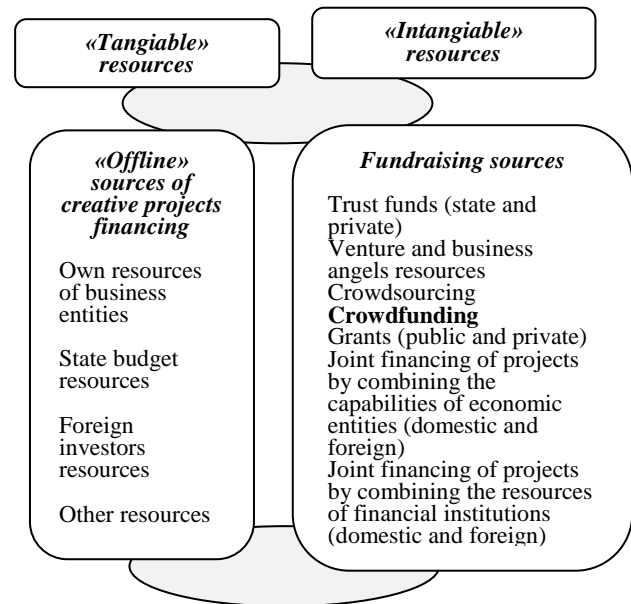 «Tangiable»
resources
«Intangiable»
resources
«Offline»
sources of
creative projects
financing
Own resources
of business
entities
State budget
resources
Foreign
investors
resources
Other resources
Fundraising sources
Trust funds (state and
private)
Venture and business
angels resources
Crowdsourcing
Crowdfunding
Grants (public and private)
Joint financing of projects
by combining the
capabilities of economic
entities (domestic and
foreign)
Joint financing of projects
by combining the resources
of financial institutions
(domestic and foreign)